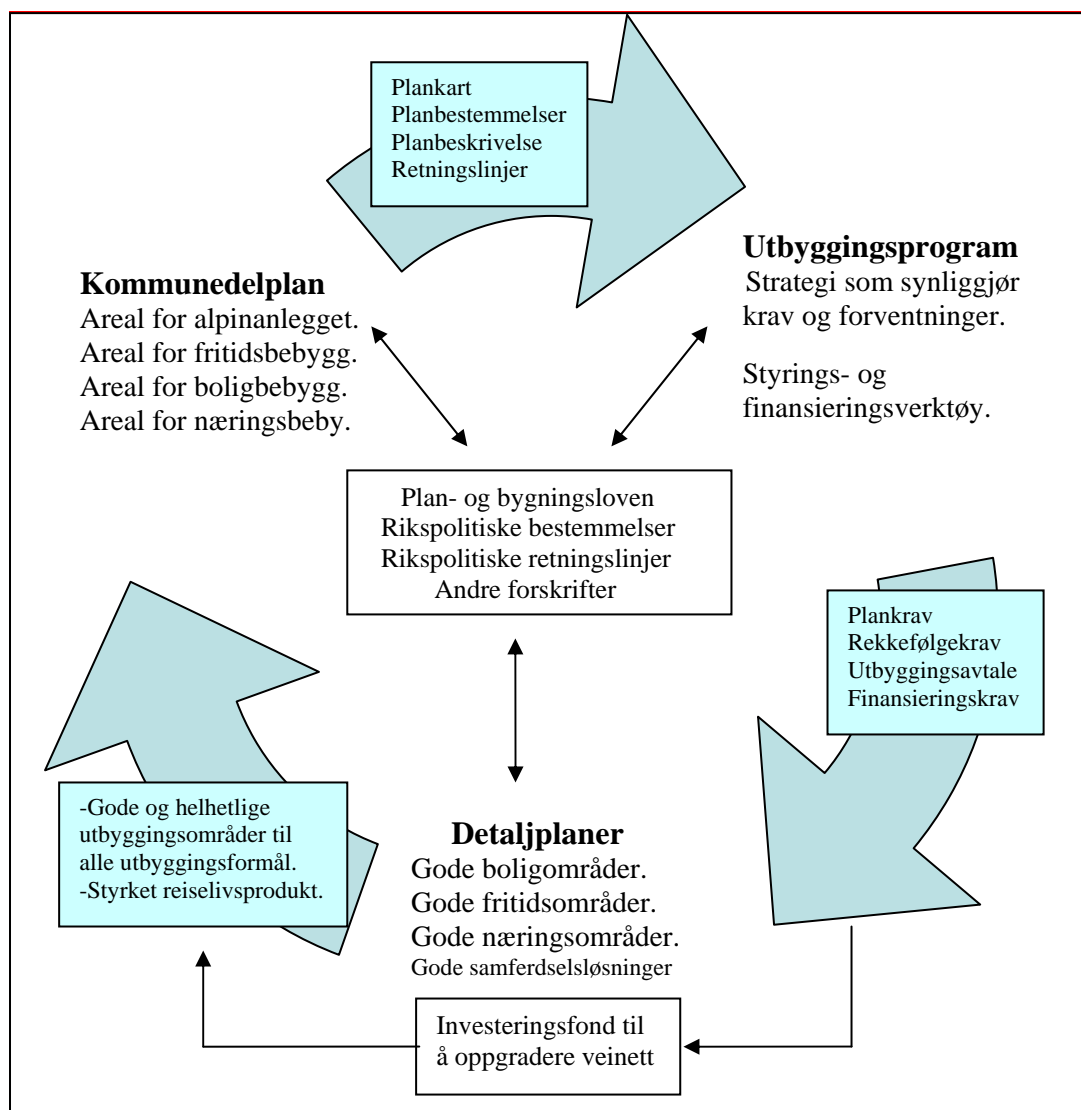 Plankart
Planbestemmelser
Planbeskrivelse
Retningslinjer
Kommunedelplan
Areal for alpinanlegget.
Areal for fritidsbebygg.
Areal for boligbebygg.
Areal for næringsbeby.
Utbyggingsprogram
Strategi som synliggjør
krav og forventninger.
Styrings- og
finansieringsverktøy.
Plan- og bygningsloven
Rikspolitiske bestemmelser
Rikspolitiske retningslinjer
Andre forskrifter
Plankrav
Rekkefølgekrav
Utbyggingsavtale
Finansieringskrav
-Gode og helhetlige
utbyggingsområder til
alle utbyggingsformål.
-Styrket reiselivsprodukt.
Detaljplaner
Gode boligområder.
Gode fritidsområder.
Gode næringsområder.
Gode samferdselsløsninger
Investeringsfond til
å oppgradere veinett